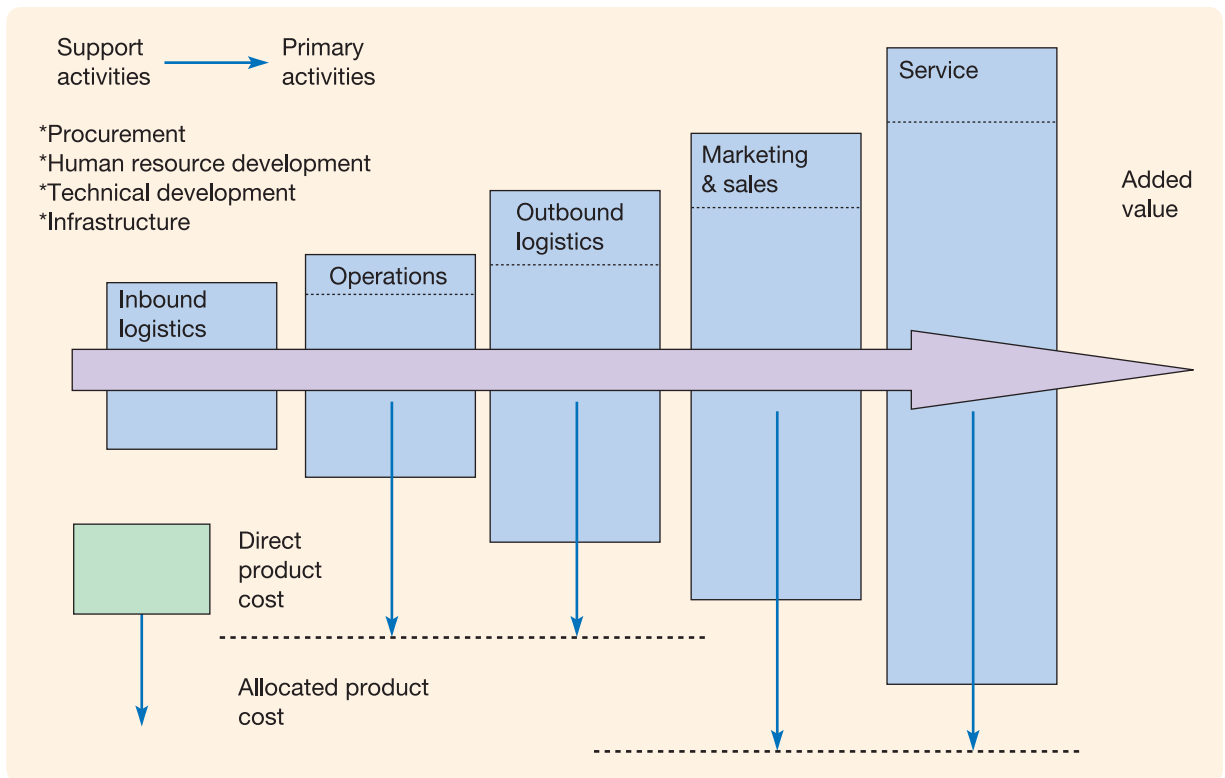 Support
activities
Primary
activities
*Procurement
*Human resource development
*Technical development
*Infrastructure
Inbound
logistics
Operations
Outbound
logistics
Marketing
& sales
Service
Added
value
Direct
product
cost
Allocated product
cost